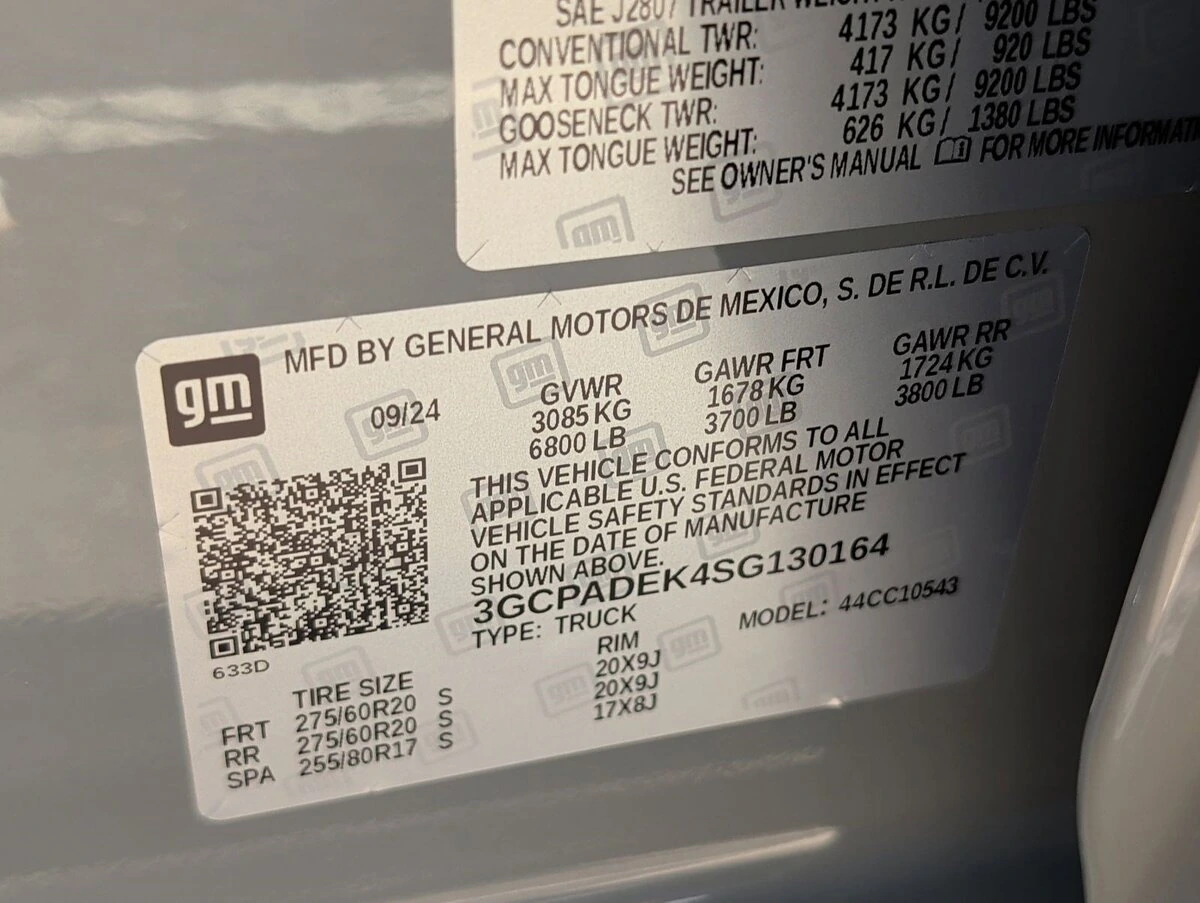 SAE J2807 TRAILER WEIGHT
CONVENTIONAL TWR: 4173 KG/ 9200 LBS
MAX TONGUE WEIGHT: 417 KG/ 920 LBS
GOOSENECK TWR: 4173 KG/ 9200 LBS
MAX TONGUE WEIGHT: 626 KG/ 1380 LBS
SEE OWNER'S MANUAL FOR MORE INFORMAT
gm
MFD BY GENERAL MOTORS DE MEXICO, S. DE R.L. DE C.V.
09/24
GVWR GAWR FRT GAWR RR
3085 KG 1678 KG 1724 KG
6800 LB 3700 LB 3800 LB
THIS VEHICLE CONFORMS TO ALL
APPLICABLE U.S. FEDERAL MOTOR
VEHICLE SAFETY STANDARDS IN EFFECT
ON THE DATE OF MANUFACTURE
SHOWN ABOVE.
3GCPADEK4SG130164
TYPE: TRUCK MODEL: 44CC10543
633D
TIRE SIZE RIM
FRT 275/60R20 S 20X9J
RR 275/60R20 S 20X9J
SPA 255/80R17 S 17X8J